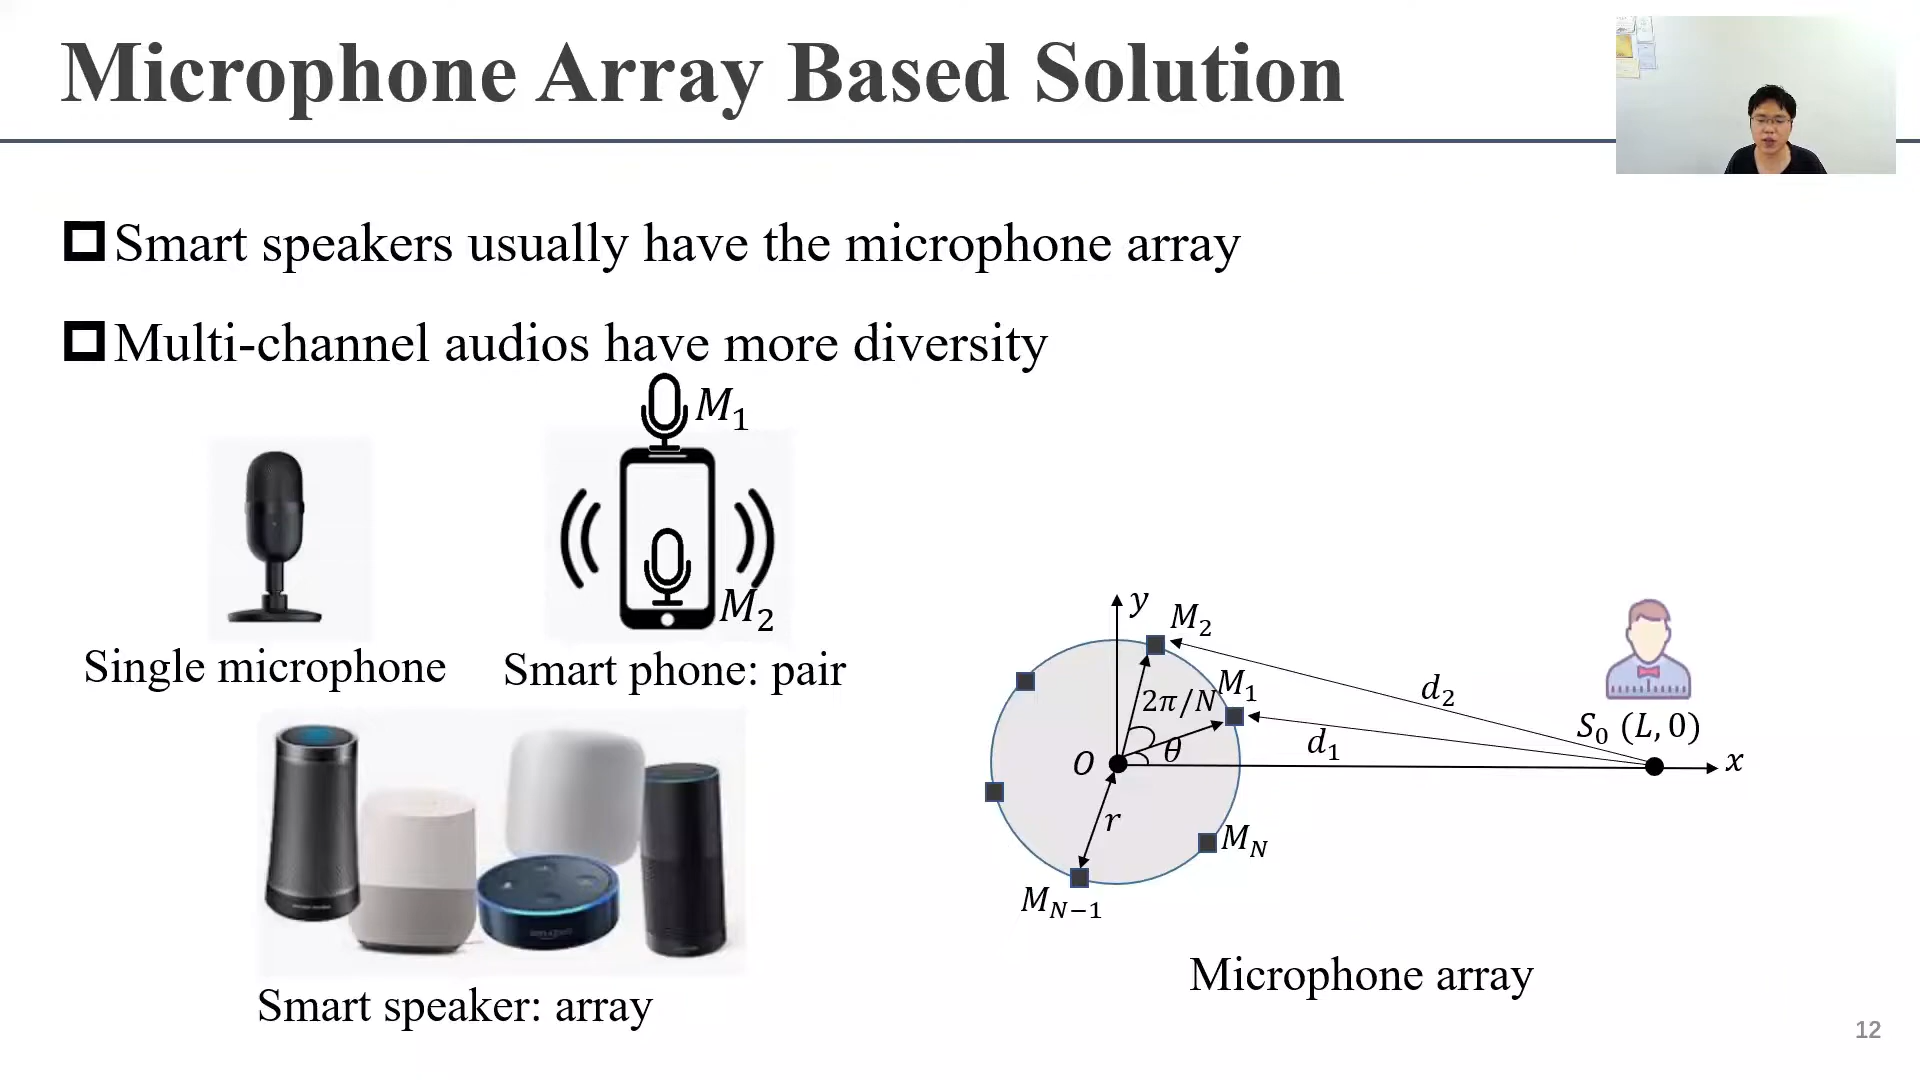 Microphone Array Based Solution
Smart speakers usually have the microphone array
Multi-channel audios have more diversity
M₁
M₂
Single microphone
Smart phone: pair
Smart speaker: array
y
M₂
2π/N
M₁
d₂
S₀ (L, 0)
d₁
θ
O
x
r
M_N
M_{N−1}
Microphone array
12